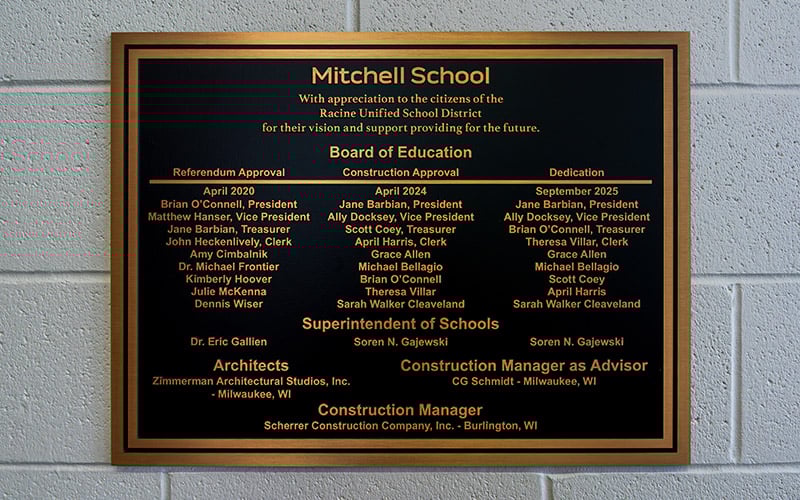 Mitchell School
With appreciation to the citizens of the
Racine Unified School District
for their vision and support providing for the future.
Board of Education
Referendum Approval Construction Approval Dedication
April 2020 April 2024 September 2025
Brian O'Connell, President Jane Barbian, President Jane Barbian, President
Matthew Hanser, Vice President Ally Docksey, Vice President Ally Docksey, Vice President
Jane Barbian, Treasurer Scott Coey, Treasurer Brian O'Connell, Treasurer
John Heckenlively, Clerk April Harris, Clerk Theresa Villar, Clerk
Amy Cimbalnik Grace Allen Grace Allen
Dr. Michael Frontier Michael Bellagio Michael Bellagio
Kimberly Hoover Brian O'Connell Scott Coey
Julie McKenna Theresa Villar April Harris
Dennis Wiser Sarah Walker Cleaveland Sarah Walker Cleaveland
Superintendent of Schools
Dr. Eric Gallien Soren N. Gajewski Soren N. Gajewski
Architects Construction Manager as Advisor
Zimmerman Architectural Studios, Inc. CG Schmidt - Milwaukee, WI
- Milwaukee, WI
Construction Manager
Scherrer Construction Company, Inc. - Burlington, WI